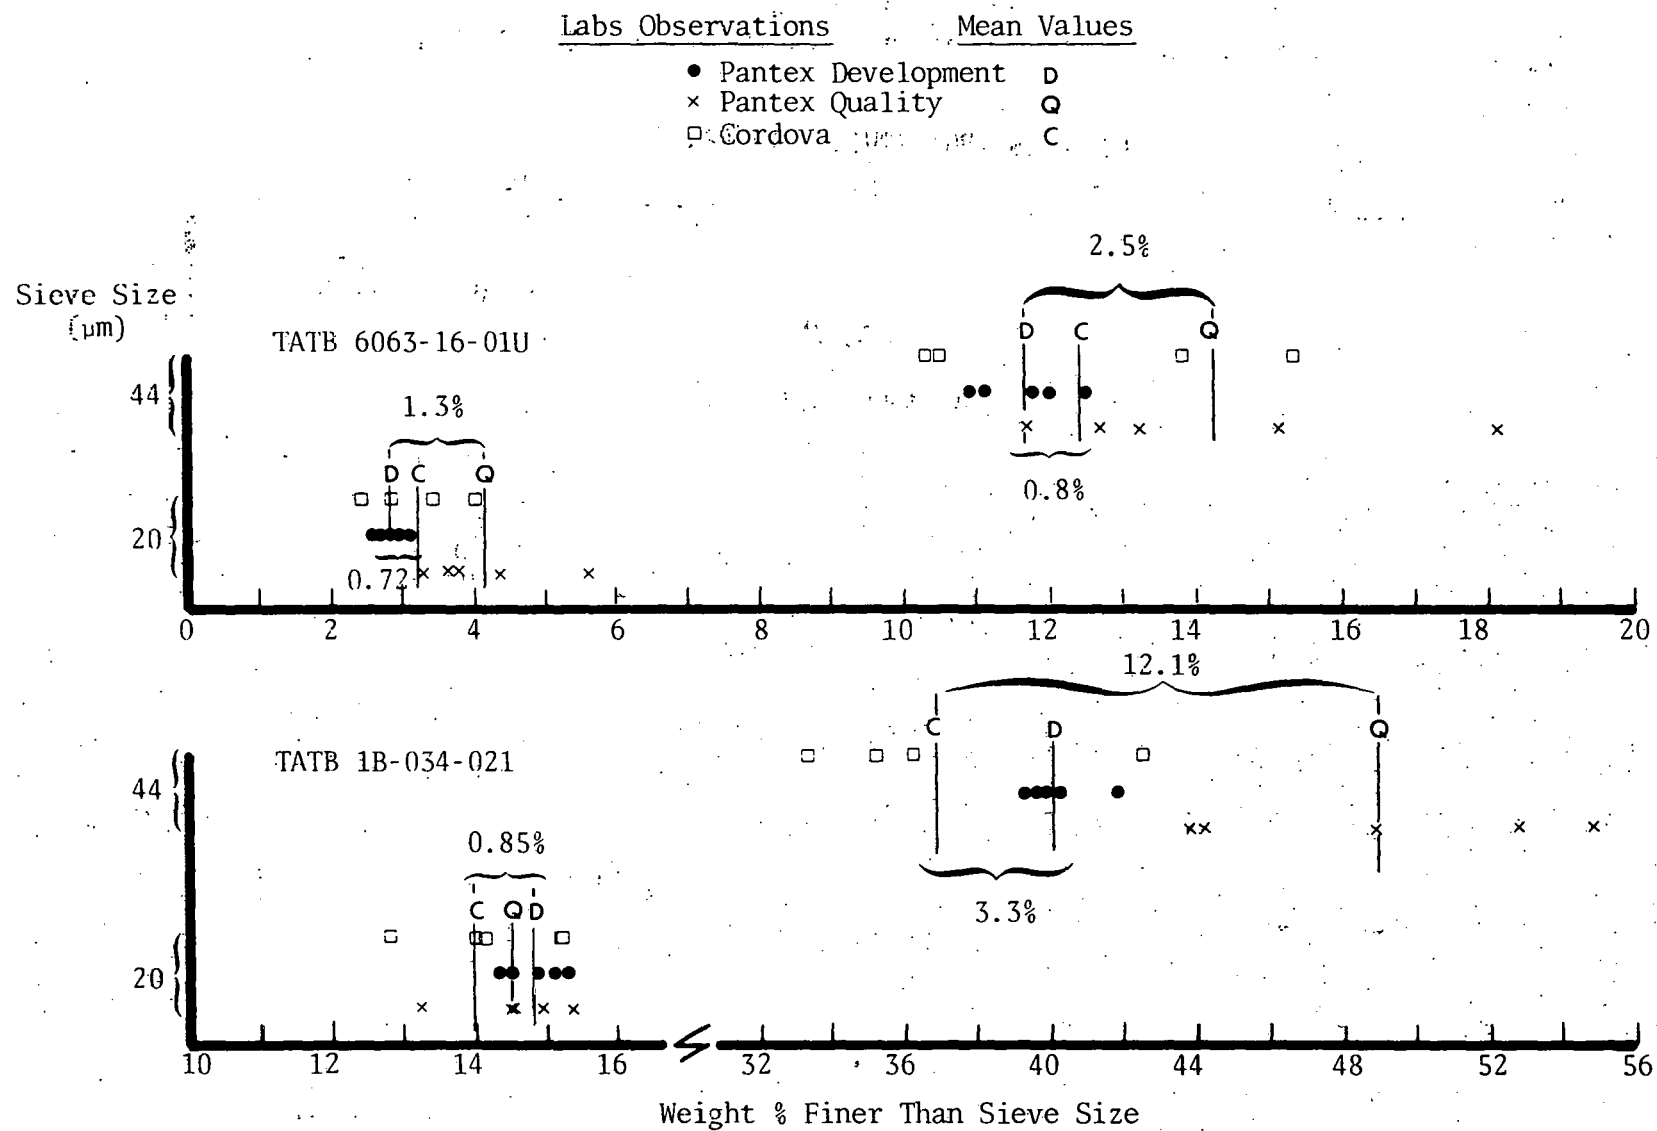 Labs Observations Mean Values
● Pantex Development D
× Pantex Quality Q
□ Cordova C
2.5%
Sieve Size
(μm)
TATB 6063-16-01U
D C Q
44
1.3%
D C Q
0.8%
20
0.72
0 2 4 6 8 10 12 14 16 18 20
12.1%
C D Q
TATB 1B-034-021
44
0.85%
C Q D
3.3%
20
10 12 14 16 32 36 40 44 48 52 56
Weight % Finer Than Sieve Size